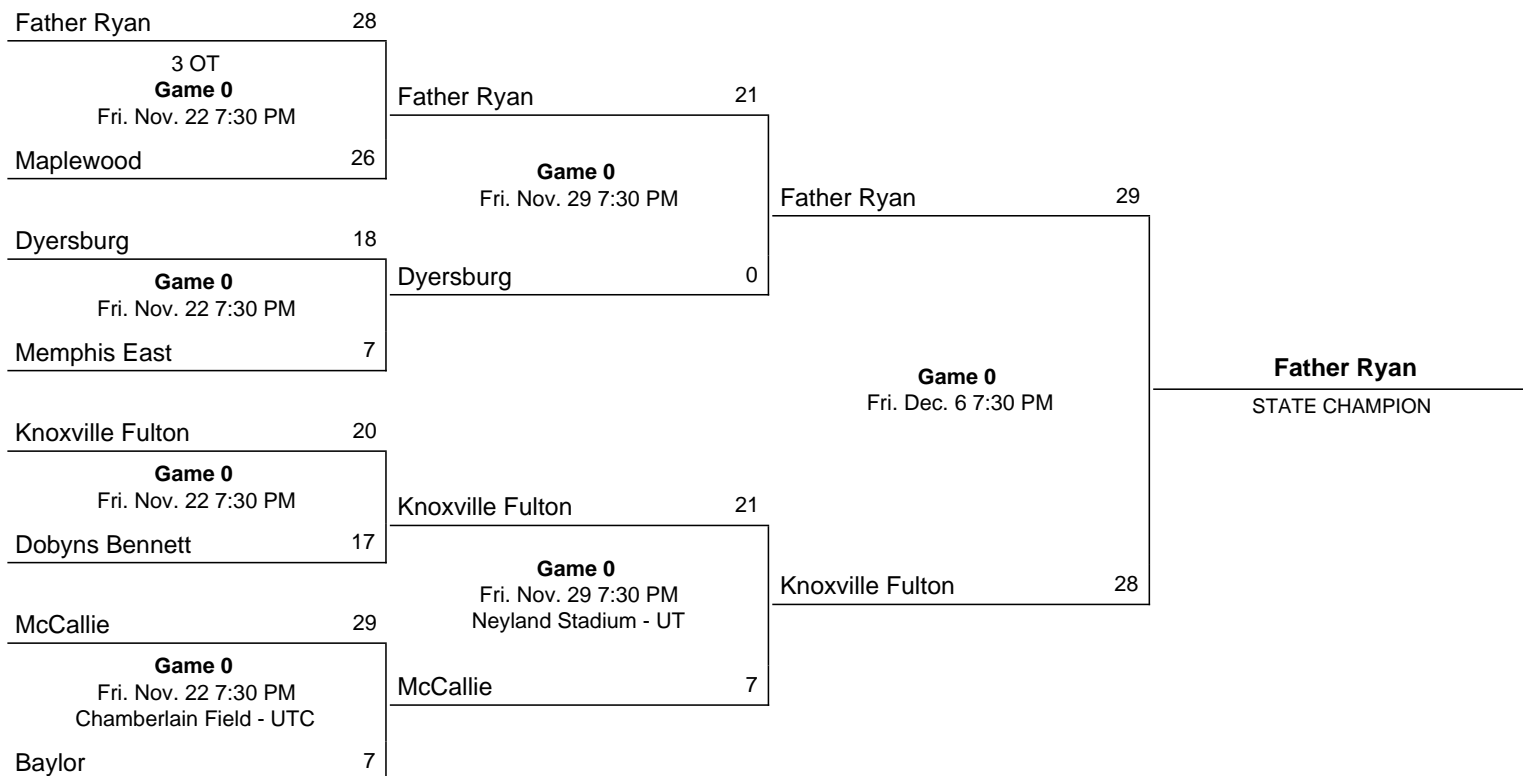 Father Ryan 28
3 OT
Game 0
Fri. Nov. 22 7:30 PM
Maplewood 26
Dyersburg 18
Game 0
Fri. Nov. 22 7:30 PM
Memphis East 7
Knoxville Fulton 20
Game 0
Fri. Nov. 22 7:30 PM
Dobyns Bennett 17
McCallie 29
Game 0
Fri. Nov. 22 7:30 PM
Chamberlain Field - UTC
Baylor 7
Father Ryan 21
Game 0
Fri. Nov. 29 7:30 PM
Dyersburg 0
Knoxville Fulton 21
Game 0
Fri. Nov. 29 7:30 PM
Neyland Stadium - UT
McCallie 7
Father Ryan 29
Game 0
Fri. Dec. 6 7:30 PM
Knoxville Fulton 28
Father Ryan
STATE CHAMPION